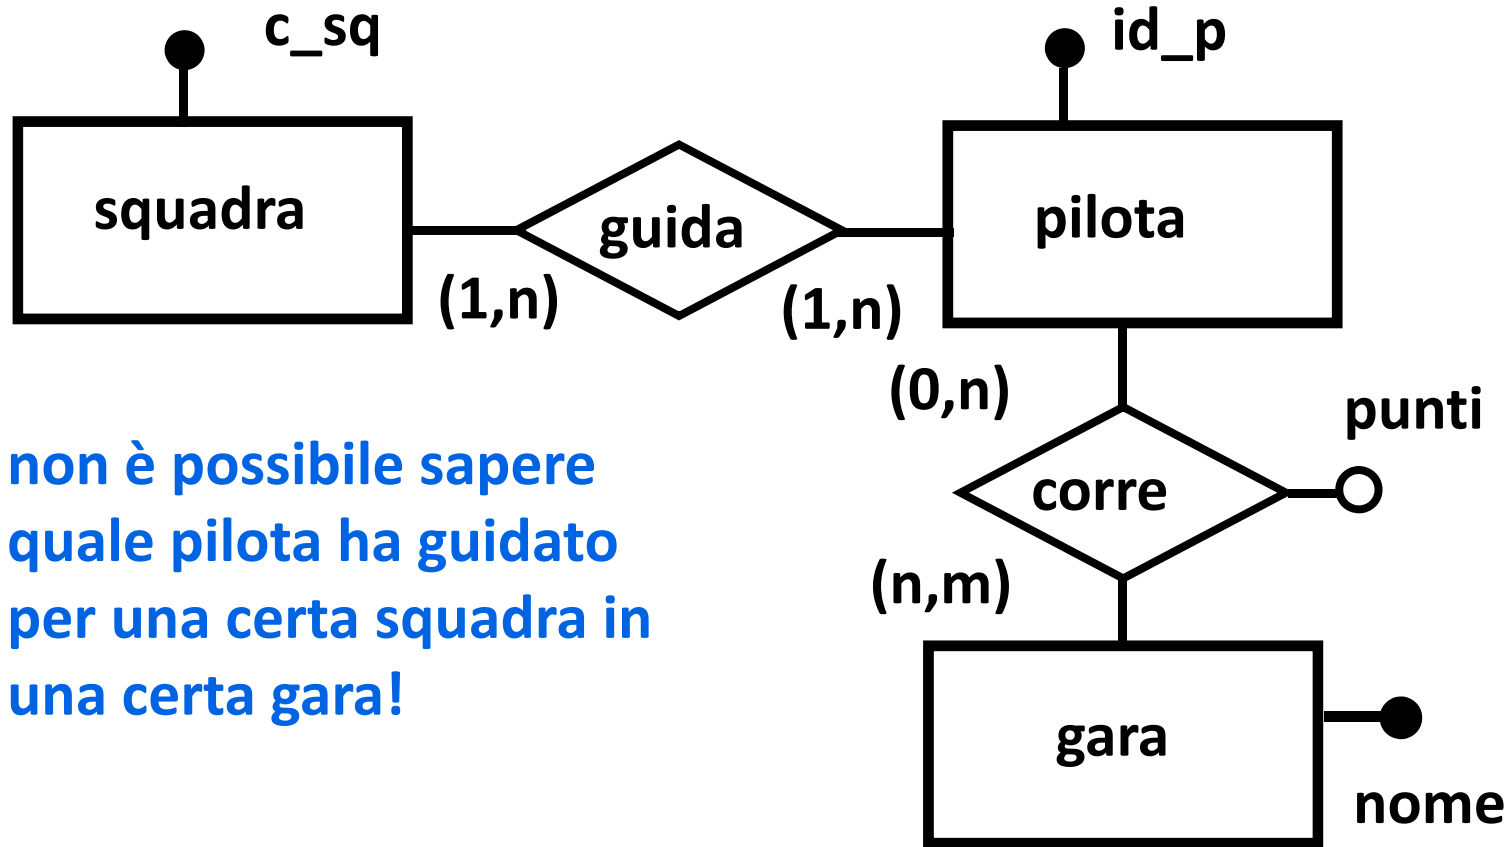 c_sq
id_p
squadra
guida
pilota
(1,n)
(1,n)
(0,n)
punti
corre
(n,m)
gara
nome
non è possibile sapere
quale pilota ha guidato
per una certa squadra in
una certa gara!